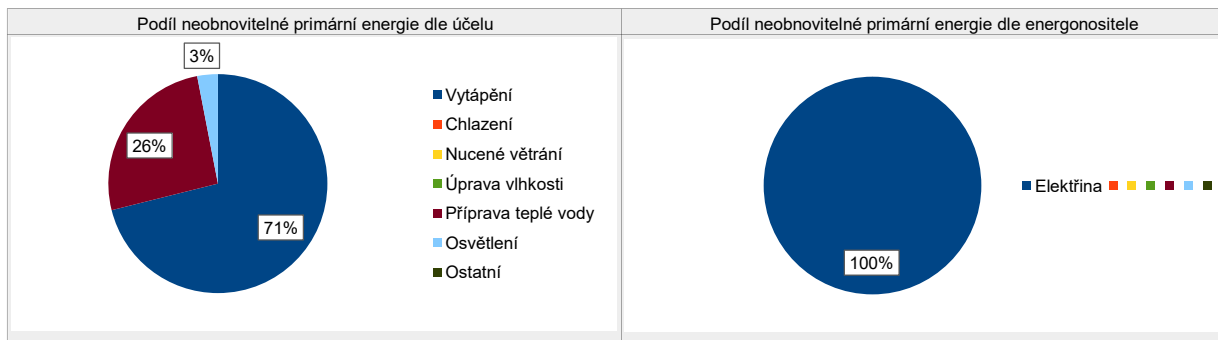 Podíl neobnovitelné primární energie dle účelu
3%
26%
71%
Vytápění
Chlazení
Nucené větrání
Úprava vlhkosti
Příprava teplé vody
Osvětlení
Ostatní
Podíl neobnovitelné primární energie dle energonositele
100%
Elektřina